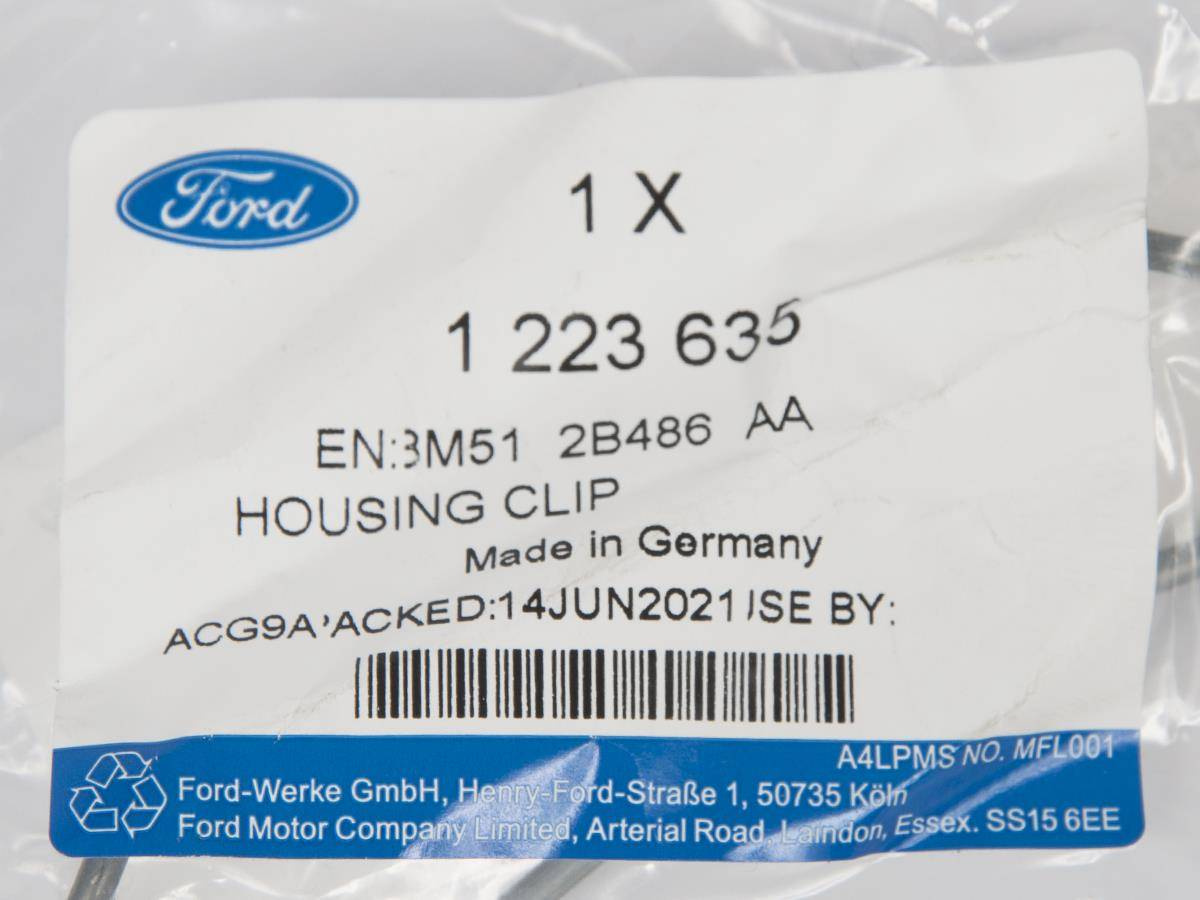 Ford
1 X
1 223 635
EN:3M51 2B486 AA
HOUSING CLIP
Made in Germany
ACG9A'ACKED:14JUN2021 JSE BY:
A4LPMS NO. MFL001
Ford-Werke GmbH, Henry-Ford-Straße 1, 50735 Köln
Ford Motor Company Limited, Arterial Road, Laindon, Essex. SS15 6EE